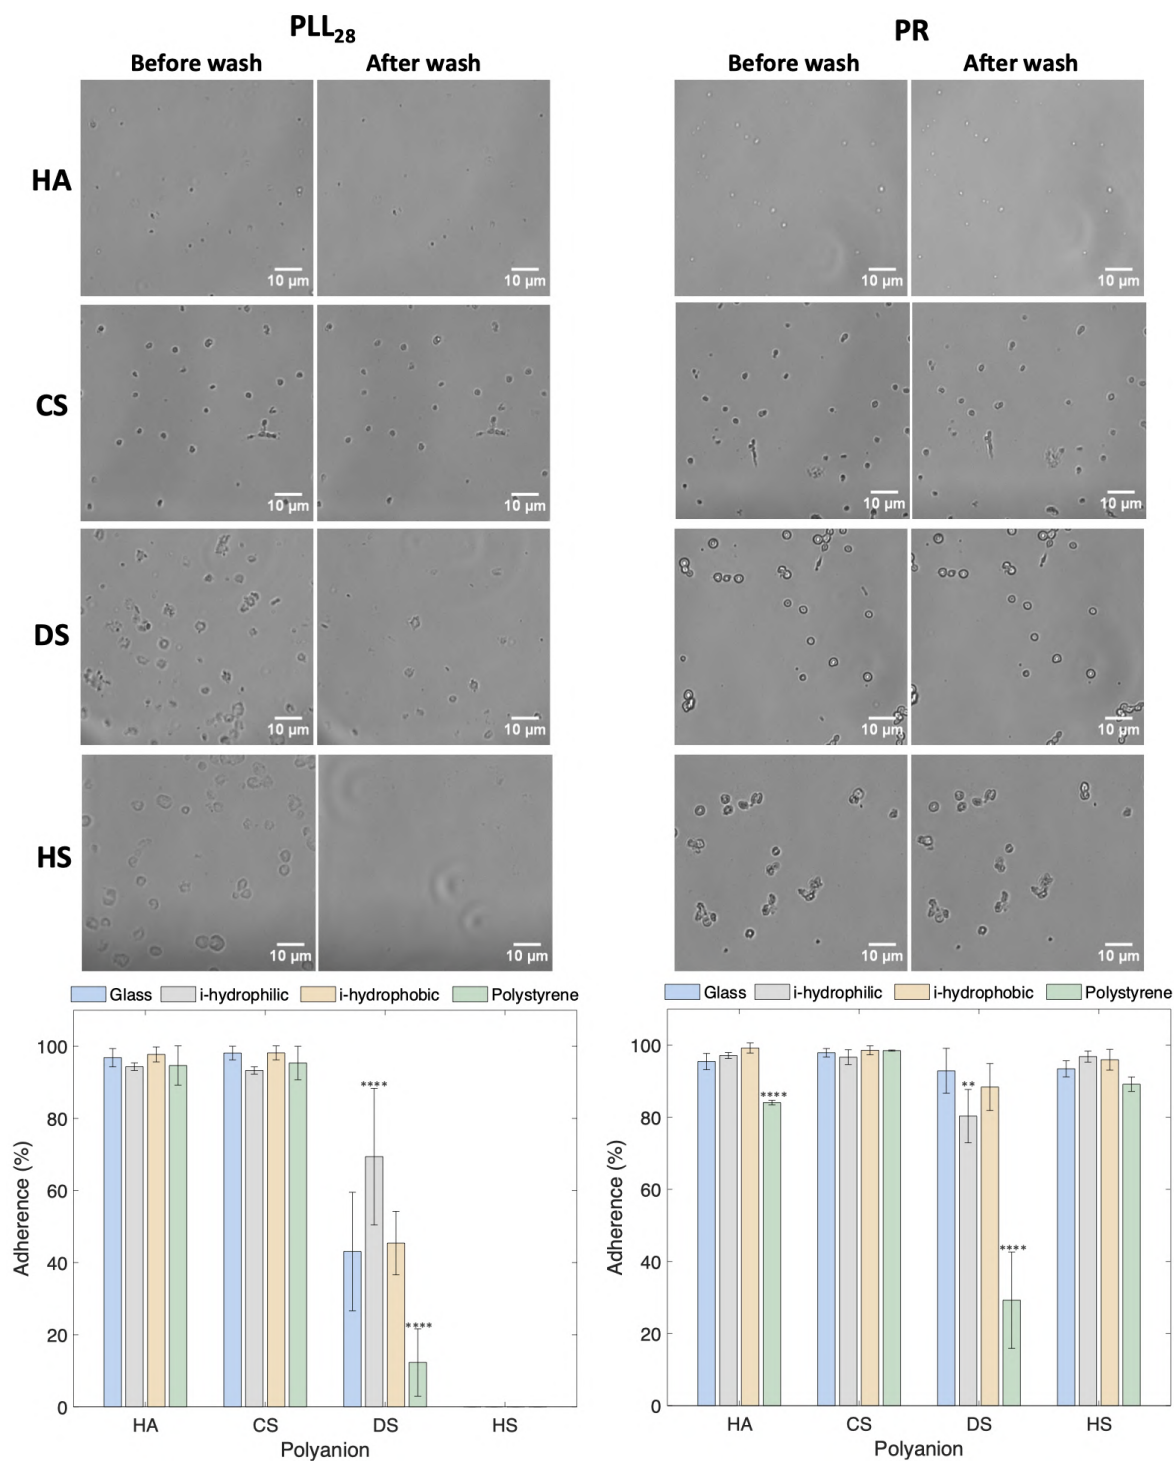 PLL28 PR
Before wash After wash Before wash After wash
HA
10 µm 10 µm 10 µm 10 µm
CS
10 µm 10 µm 10 µm 10 µm
DS
10 µm 10 µm 10 µm 10 µm
HS
10 µm 10 µm 10 µm 10 µm
Glass i-hydrophilic i-hydrophobic Polystyrene
100
80
60
40
20
0
Adherence (%)
****
****
HA CS DS HS
Polyanion
Glass i-hydrophilic i-hydrophobic Polystyrene
100
80
60
40
20
0
Adherence (%)
****
**
****
HA CS DS HS
Polyanion